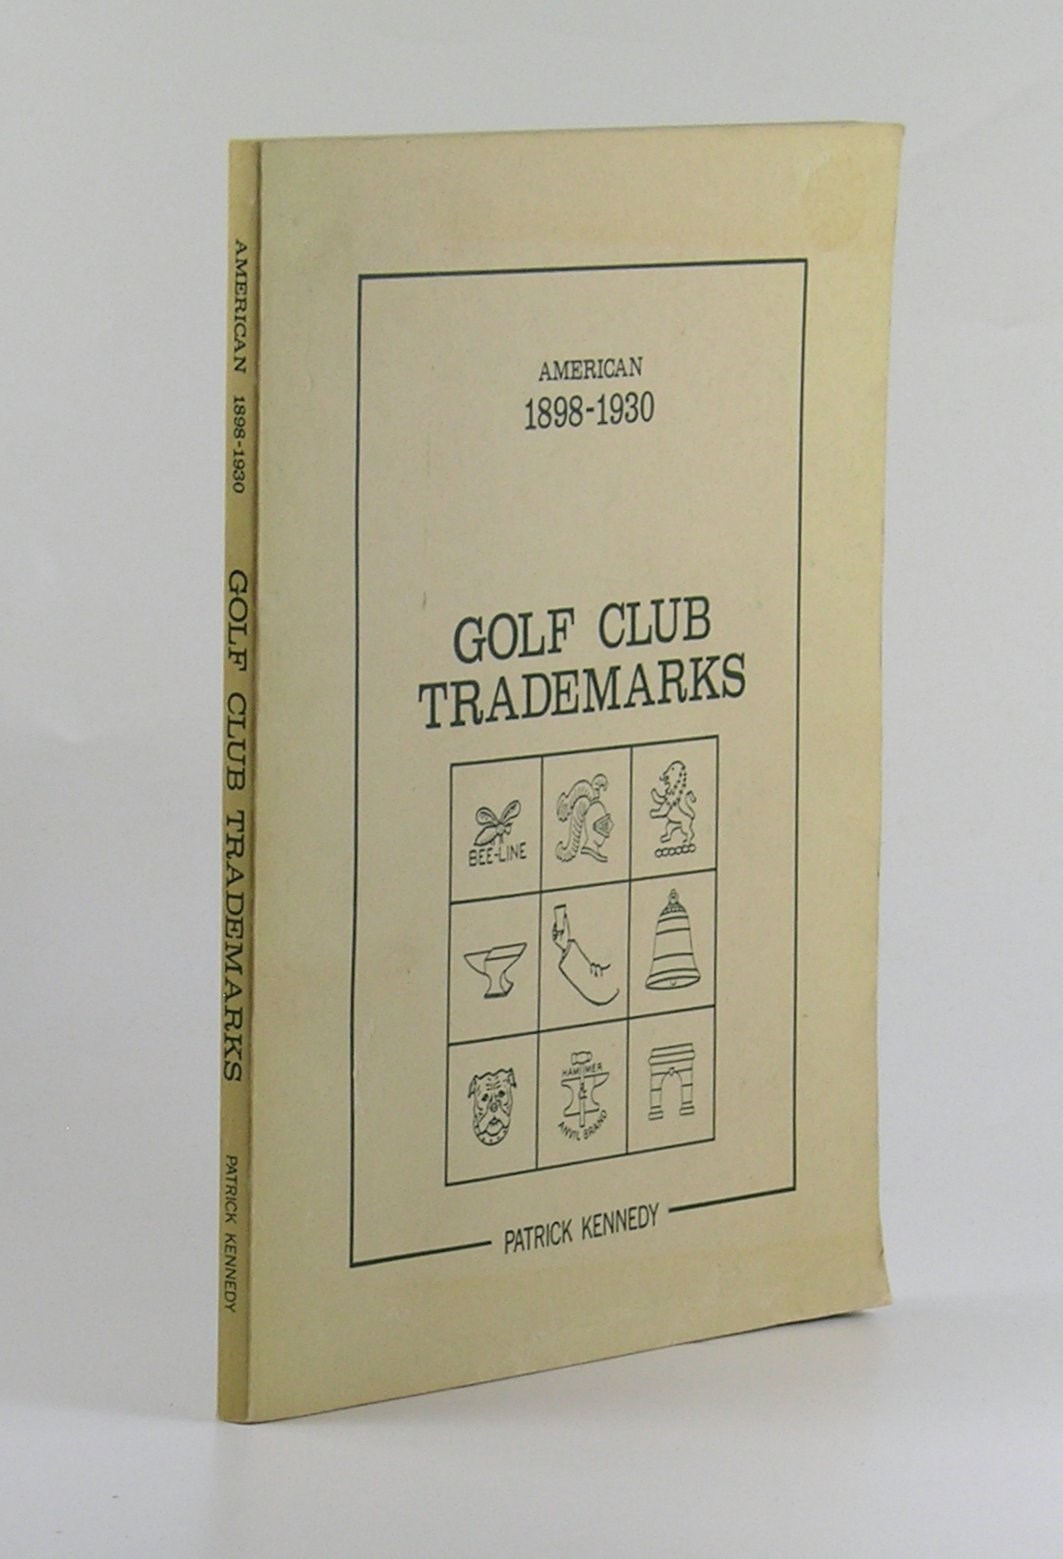 AMERICAN 1898-1930 GOLF CLUB TRADEMARKS PATRICK KENNEDY
AMERICAN
1898-1930
GOLF CLUB
TRADEMARKS
BEE-LINE
HAMMER
ANVIL BRAND
PATRICK KENNEDY